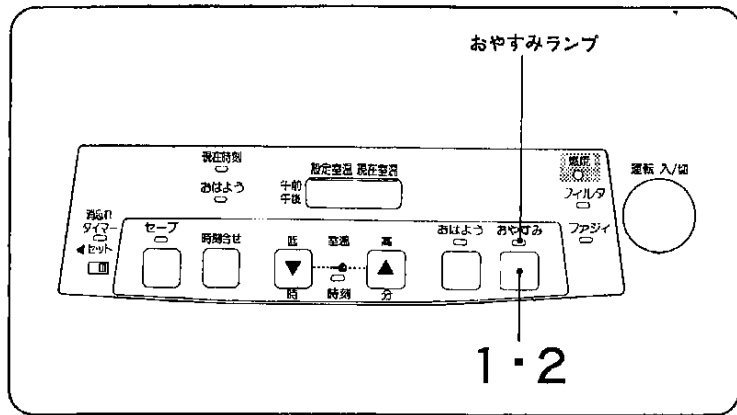 おやすみランプ
現在時刻
おはよう
設定室温 現在室温
午前
午後
燃焼
フィルタ
ファジィ
運転 入/切
消忘れ
タイマー
◀セット
セーブ
時刻合せ
低
室温
高
▼
▲
時
時刻
分
おはよう
おやすみ
1・2